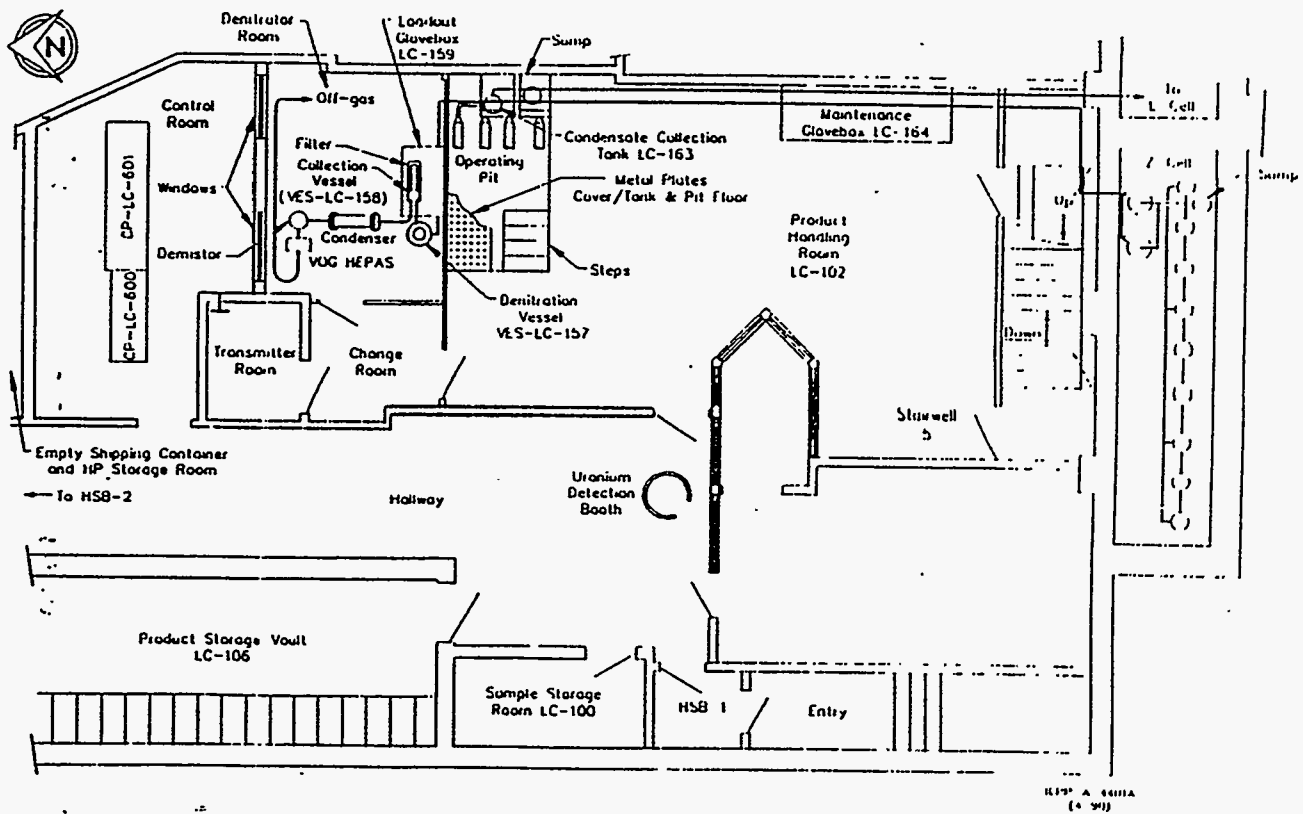 N
Denitrator
Room
Loadout
Glovebox
LC-159
Sump
Control
Room
Off-gas
To
L Cell
Maintenance
Glovebox LC-164
Filter
Collection
Vessel
(VES-LC-158)
Operating
Pit
Condensate Collection
Tank LC-163
Metal Plates
Cover/Tank & Pit Floor
Cell
Sump
CP-LC-601
Windows
Up
Product
Handling
Room
LC-102
Condenser
Demistor
VOG HEPAS
Steps
CP-LC-600
Denitration
Vessel
VES-LC-157
Down
Transmitter
Room
Change
Room
Stairwell
5
Empty Shipping Container
and HP Storage Room
To HSB-2
Hallway
Uranium
Detection
Booth
Product Storage Vault
LC-106
Sample Storage
Room LC-100
HSB 1
Entry